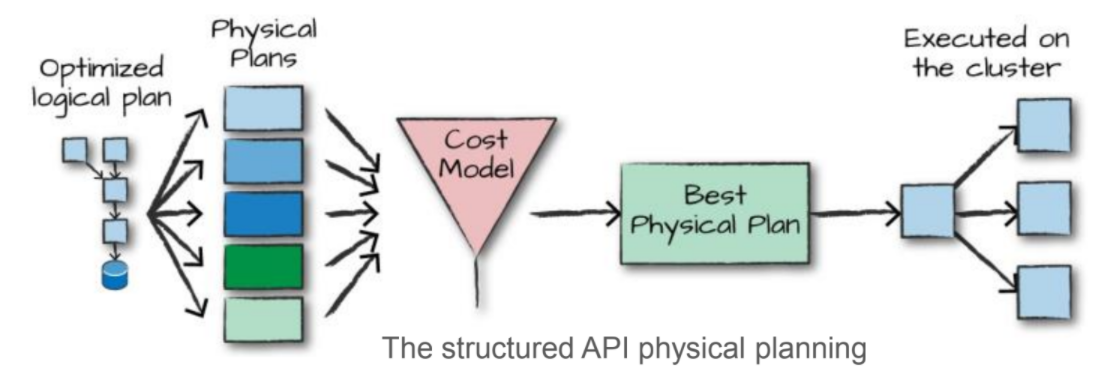 Optimized
logical plan
Physical
Plans
Cost
Model
Best
Physical Plan
Executed on
the cluster
The structured API physical planning